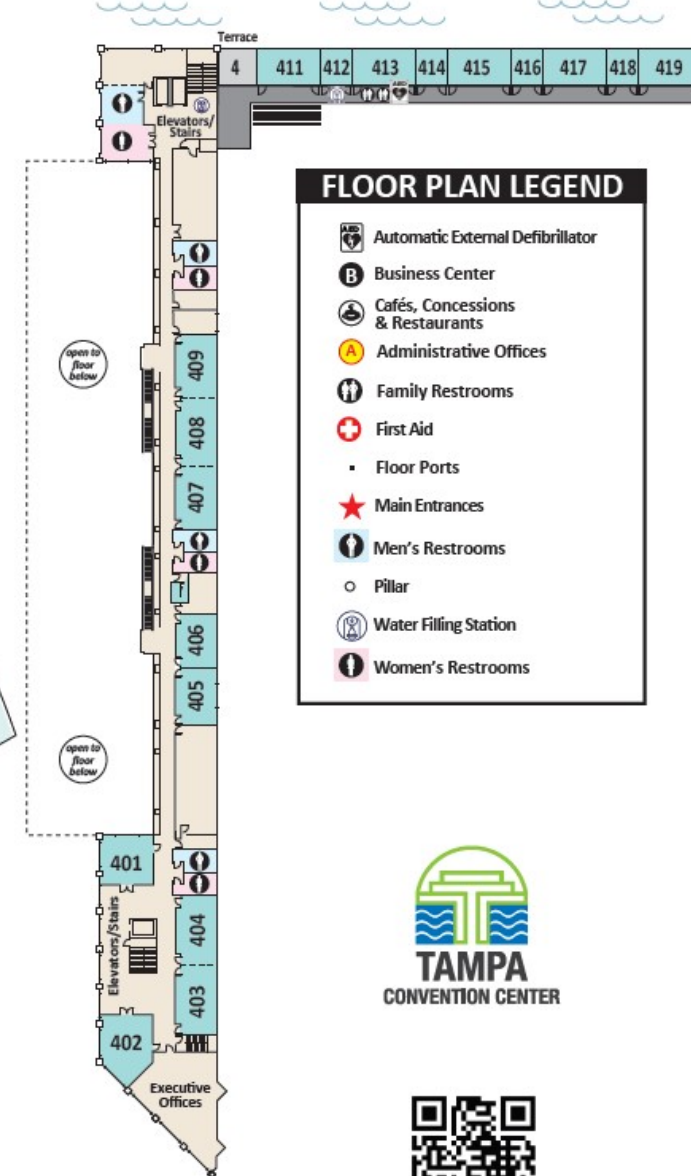 Terrace
4 411 412 413 414 415 416 417 418 419
AED
Elevators/
Stairs
FLOOR PLAN LEGEND
AED Automatic External Defibrillator
B Business Center
Cafés, Concessions
& Restaurants
A Administrative Offices
Family Restrooms
First Aid
Floor Ports
Main Entrances
Men's Restrooms
Pillar
Water Filling Station
Women's Restrooms
open to
floor
below
409
408
407
406
405
open to
floor
below
401
Elevators/Stairs
404
403
402
Executive
Offices
TAMPA
CONVENTION CENTER